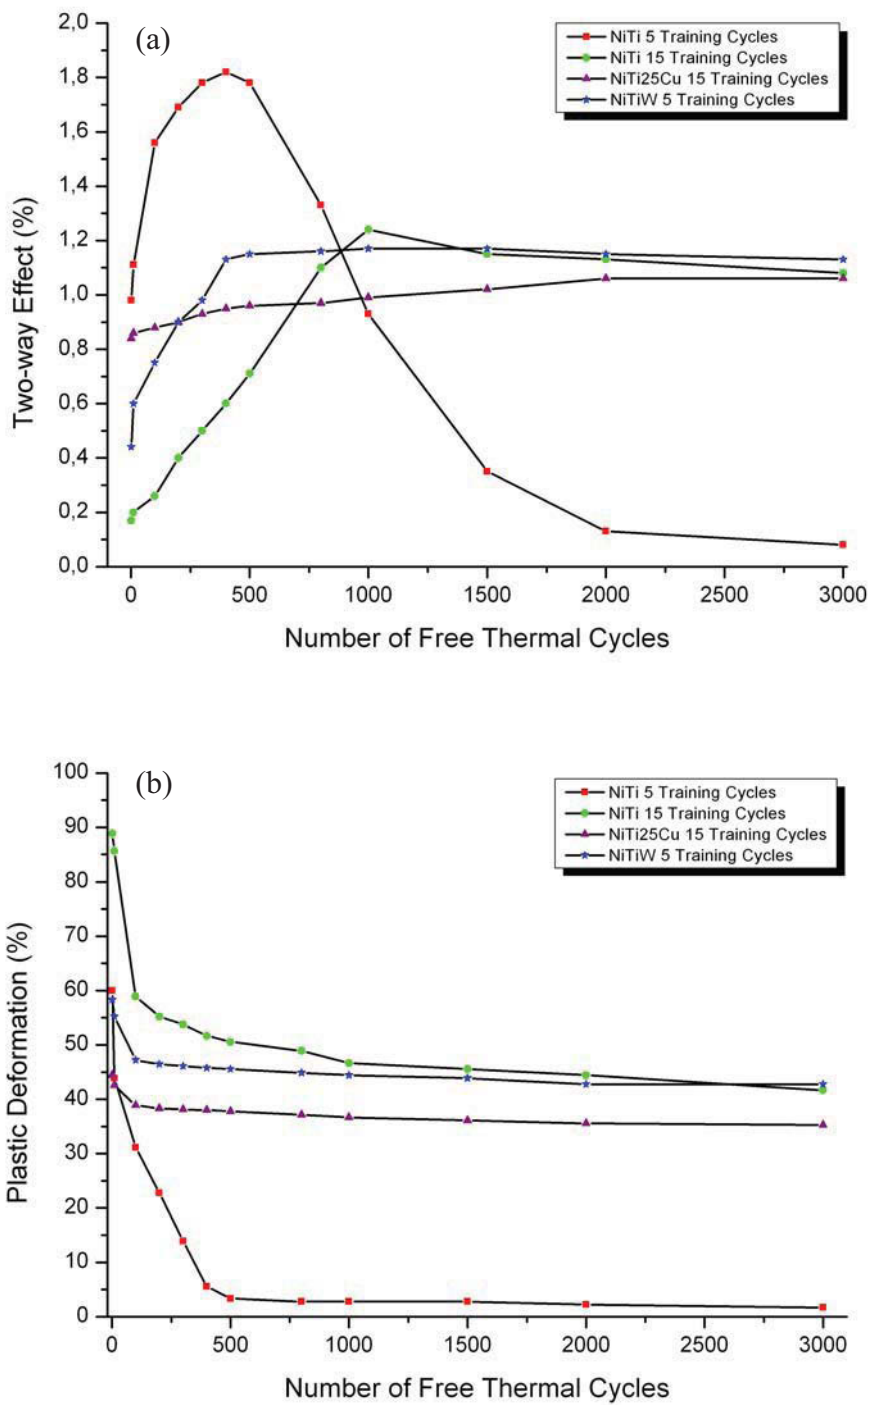 (a)
NiTi 5 Training Cycles
NiTi 15 Training Cycles
NiTi25Cu 15 Training Cycles
NiTiW 5 Training Cycles
2,0
1,8
1,6
1,4
1,2
1,0
0,8
0,6
0,4
0,2
0,0
Two-way Effect (%)
0 500 1000 1500 2000 2500 3000
Number of Free Thermal Cycles
(b)
NiTi 5 Training Cycles
NiTi 15 Training Cycles
NiTi25Cu 15 Training Cycles
NiTiW 5 Training Cycles
100
90
80
70
60
50
40
30
20
10
0
Plastic Deformation (%)
0 500 1000 1500 2000 2500 3000
Number of Free Thermal Cycles